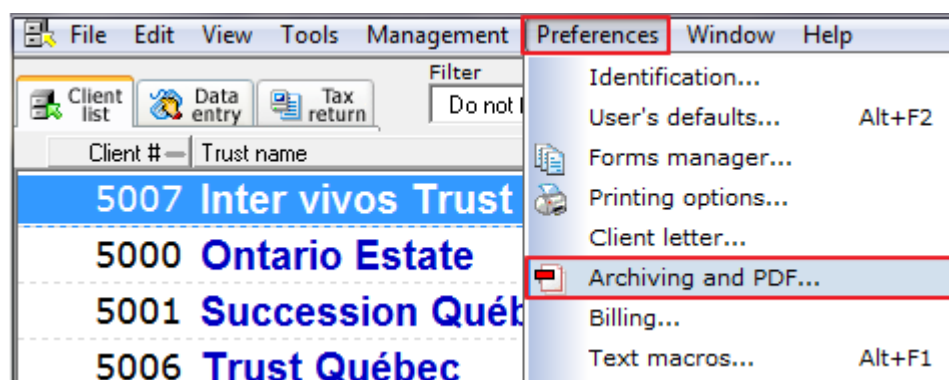 File Edit View Tools Management Preferences Window Help
Filter
Client list Data entry Tax return Do not
Client # Trust name
5007 Inter vivos Trust
5000 Ontario Estate
5001 Succession Québ
5006 Trust Québec
Identification...
User's defaults... Alt+F2
Forms manager...
Printing options...
Client letter...
Archiving and PDF...
Billing...
Text macros... Alt+F1